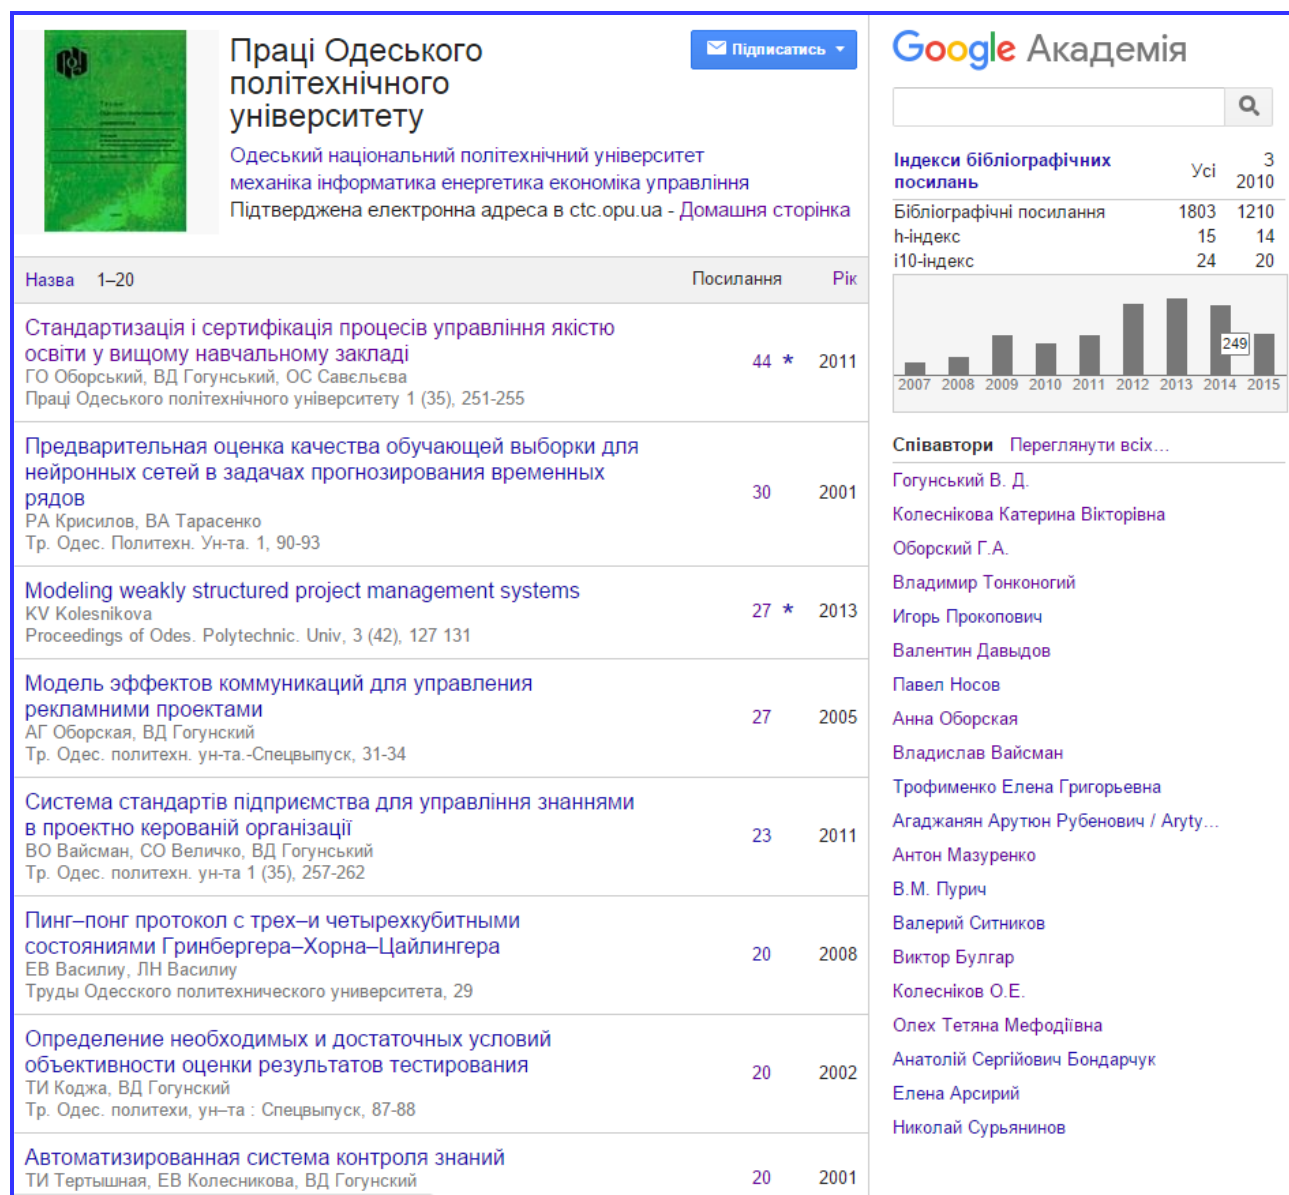 Праці Одеського
політехнічного
університету
Підписатись
Одеський національний політехнічний університет
механіка інформатика енергетика економіка управління
Підтверджена електронна адреса в ctc.opu.ua - Домашня сторінка
Назва 1–20 Посилання Рік
Стандартизація і сертифікація процесів управління якістю
освіти у вищому навчальному закладі
44 * 2011
ГО Оборський, ВД Гогунський, ОС Савєльєва
Праці Одеського політехнічного університету 1 (35), 251-255
Предварительная оценка качества обучающей выборки для
нейронных сетей в задачах прогнозирования временных
рядов
30 2001
РА Крисилов, ВА Тарасенко
Тр. Одес. Политехн. Ун-та. 1, 90-93
Modeling weakly structured project management systems
KV Kolesnikova
27 * 2013
Proceedings of Odes. Polytechnic. Univ, 3 (42), 127 131
Модель эффектов коммуникаций для управления
рекламними проектами
27 2005
АГ Оборская, ВД Гогунский
Тр. Одес. политехн. ун-та.-Спецвыпуск, 31-34
Система стандартів підприємства для управління знаннями
в проектно керованій організації
23 2011
ВО Вайсман, СО Величко, ВД Гогунський
Тр. Одес. политехн. ун-та 1 (35), 257-262
Пинг–понг протокол с трех–и четырехкубитными
состояниями Гринбергера–Хорна–Цайлингера
20 2008
ЕВ Василиу, ЛН Василиу
Труды Одесского политехнического университета, 29
Определение необходимых и достаточных условий
объективности оценки результатов тестирования
20 2002
ТИ Коджа, ВД Гогунский
Тр. Одес. политехи, ун–та : Спецвыпуск, 87-88
Автоматизированная система контроля знаний
ТИ Тертышная, ЕВ Колесникова, ВД Гогунский
20 2001
Google Академія
Індекси бібліографічних
посилань
Усі З
2010
Бібліографічні посилання 1803 1210
h-індекс 15 14
i10-індекс 24 20
249
2007 2008 2009 2010 2011 2012 2013 2014 2015
Співавтори Переглянути всіх…
Гогунський В. Д.
Колеснікова Катерина Вікторівна
Оборский Г.А.
Владимир Тонконогий
Игорь Прокопович
Валентин Давыдов
Павел Носов
Анна Оборская
Владислав Вайсман
Трофименко Елена Григорьевна
Агаджанян Арутюн Рубенович / Aryty…
Антон Мазуренко
В.М. Пурич
Валерий Ситников
Виктор Булгар
Колесніков О.Е.
Олех Тетяна Мефодіївна
Анатолій Сергійович Бондарчук
Елена Арсирий
Николай Сурьянинов